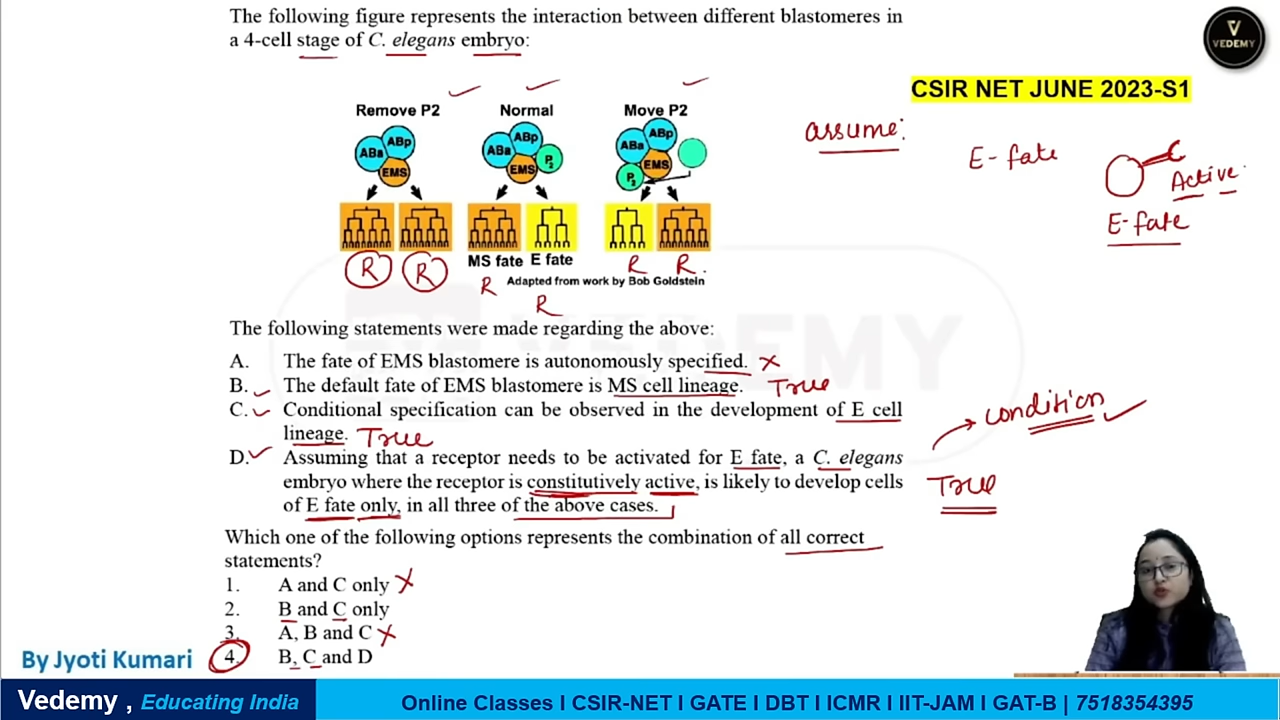 The following figure represents the interaction between different blastomeres in
a 4-cell stage of C. elegans embryo:
V
VEDEMY
CSIR NET JUNE 2023-S1
Remove P2 Normal Move P2
ABa ABp EMS
ABa ABp EMS P2
ABa ABp EMS P2
MS fate E fate
R R R R R R
Adapted from work by Bob Goldstein
assume:
E-fate
Active
E-fate
VEDEMY
The following statements were made regarding the above:
A. The fate of EMS blastomere is autonomously specified. x
B. The default fate of EMS blastomere is MS cell lineage. True
C. Conditional specification can be observed in the development of E cell
lineage. True
condition
D. Assuming that a receptor needs to be activated for E fate, a C. elegans
embryo where the receptor is constitutively active, is likely to develop cells
of E fate only, in all three of the above cases.
True
Which one of the following options represents the combination of all correct
statements?
1. A and C only x
2. B and C only
3. A, B and C x
4. B, C and D
By Jyoti Kumari
Vedemy , Educating India
Online Classes I CSIR-NET I GATE I DBT I ICMR I IIT-JAM I GAT-B | 7518354395